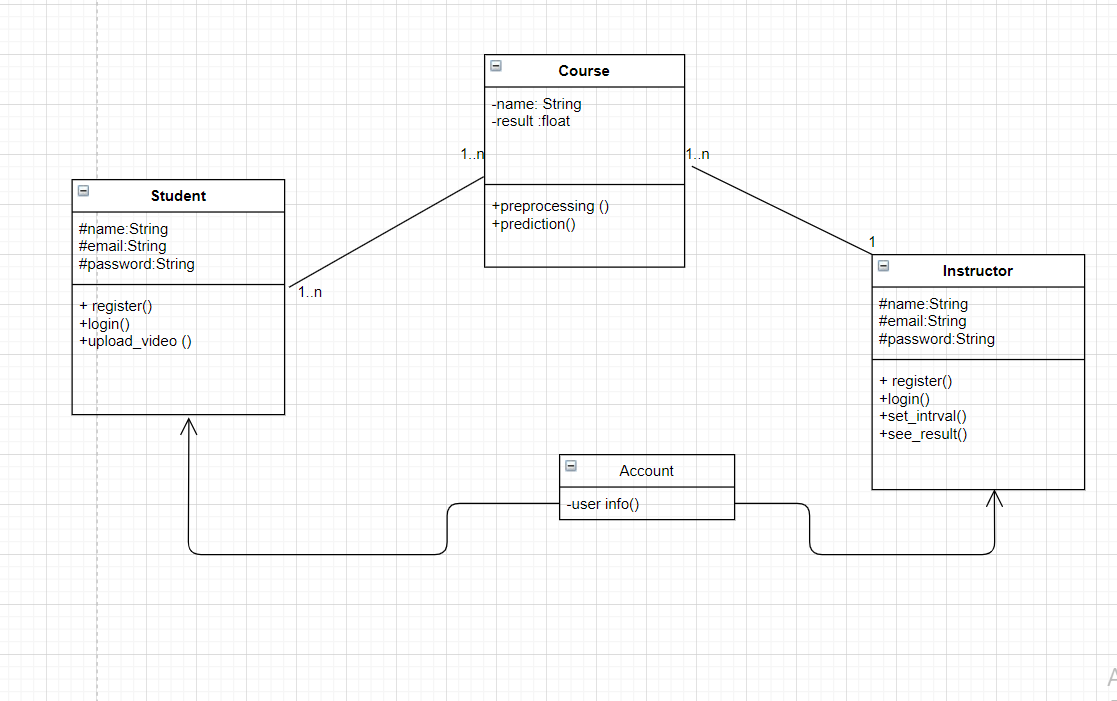 Course
-name: String
-result :float
+preprocessing ()
+prediction()
1..n
1..n
Student
#name:String
#email:String
#password:String
+ register()
+login()
+upload_video ()
1..n
1
Instructor
#name:String
#email:String
#password:String
+ register()
+login()
+set_intrval()
+see_result()
Account
-user info()